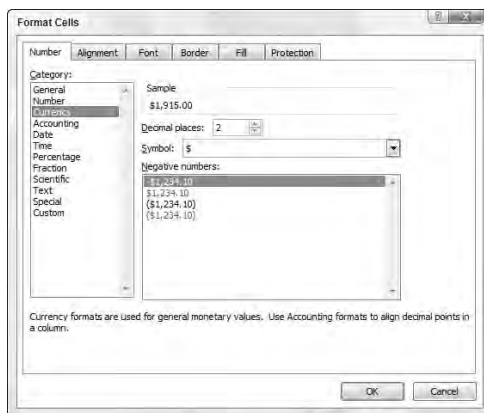 Format Cells
Number Alignment Font Border Fill Protection
Category:
General
Number
Currency
Accounting
Date
Time
Percentage
Fraction
Scientific
Text
Special
Custom
Sample
$1,915.00
Decimal places: 2
Symbol: $
Negative numbers:
-$1,234.10
$1,234.10
($1,234.10)
($1,234.10)
Currency formats are used for general monetary values. Use Accounting formats to align decimal points in
a column.
OK Cancel